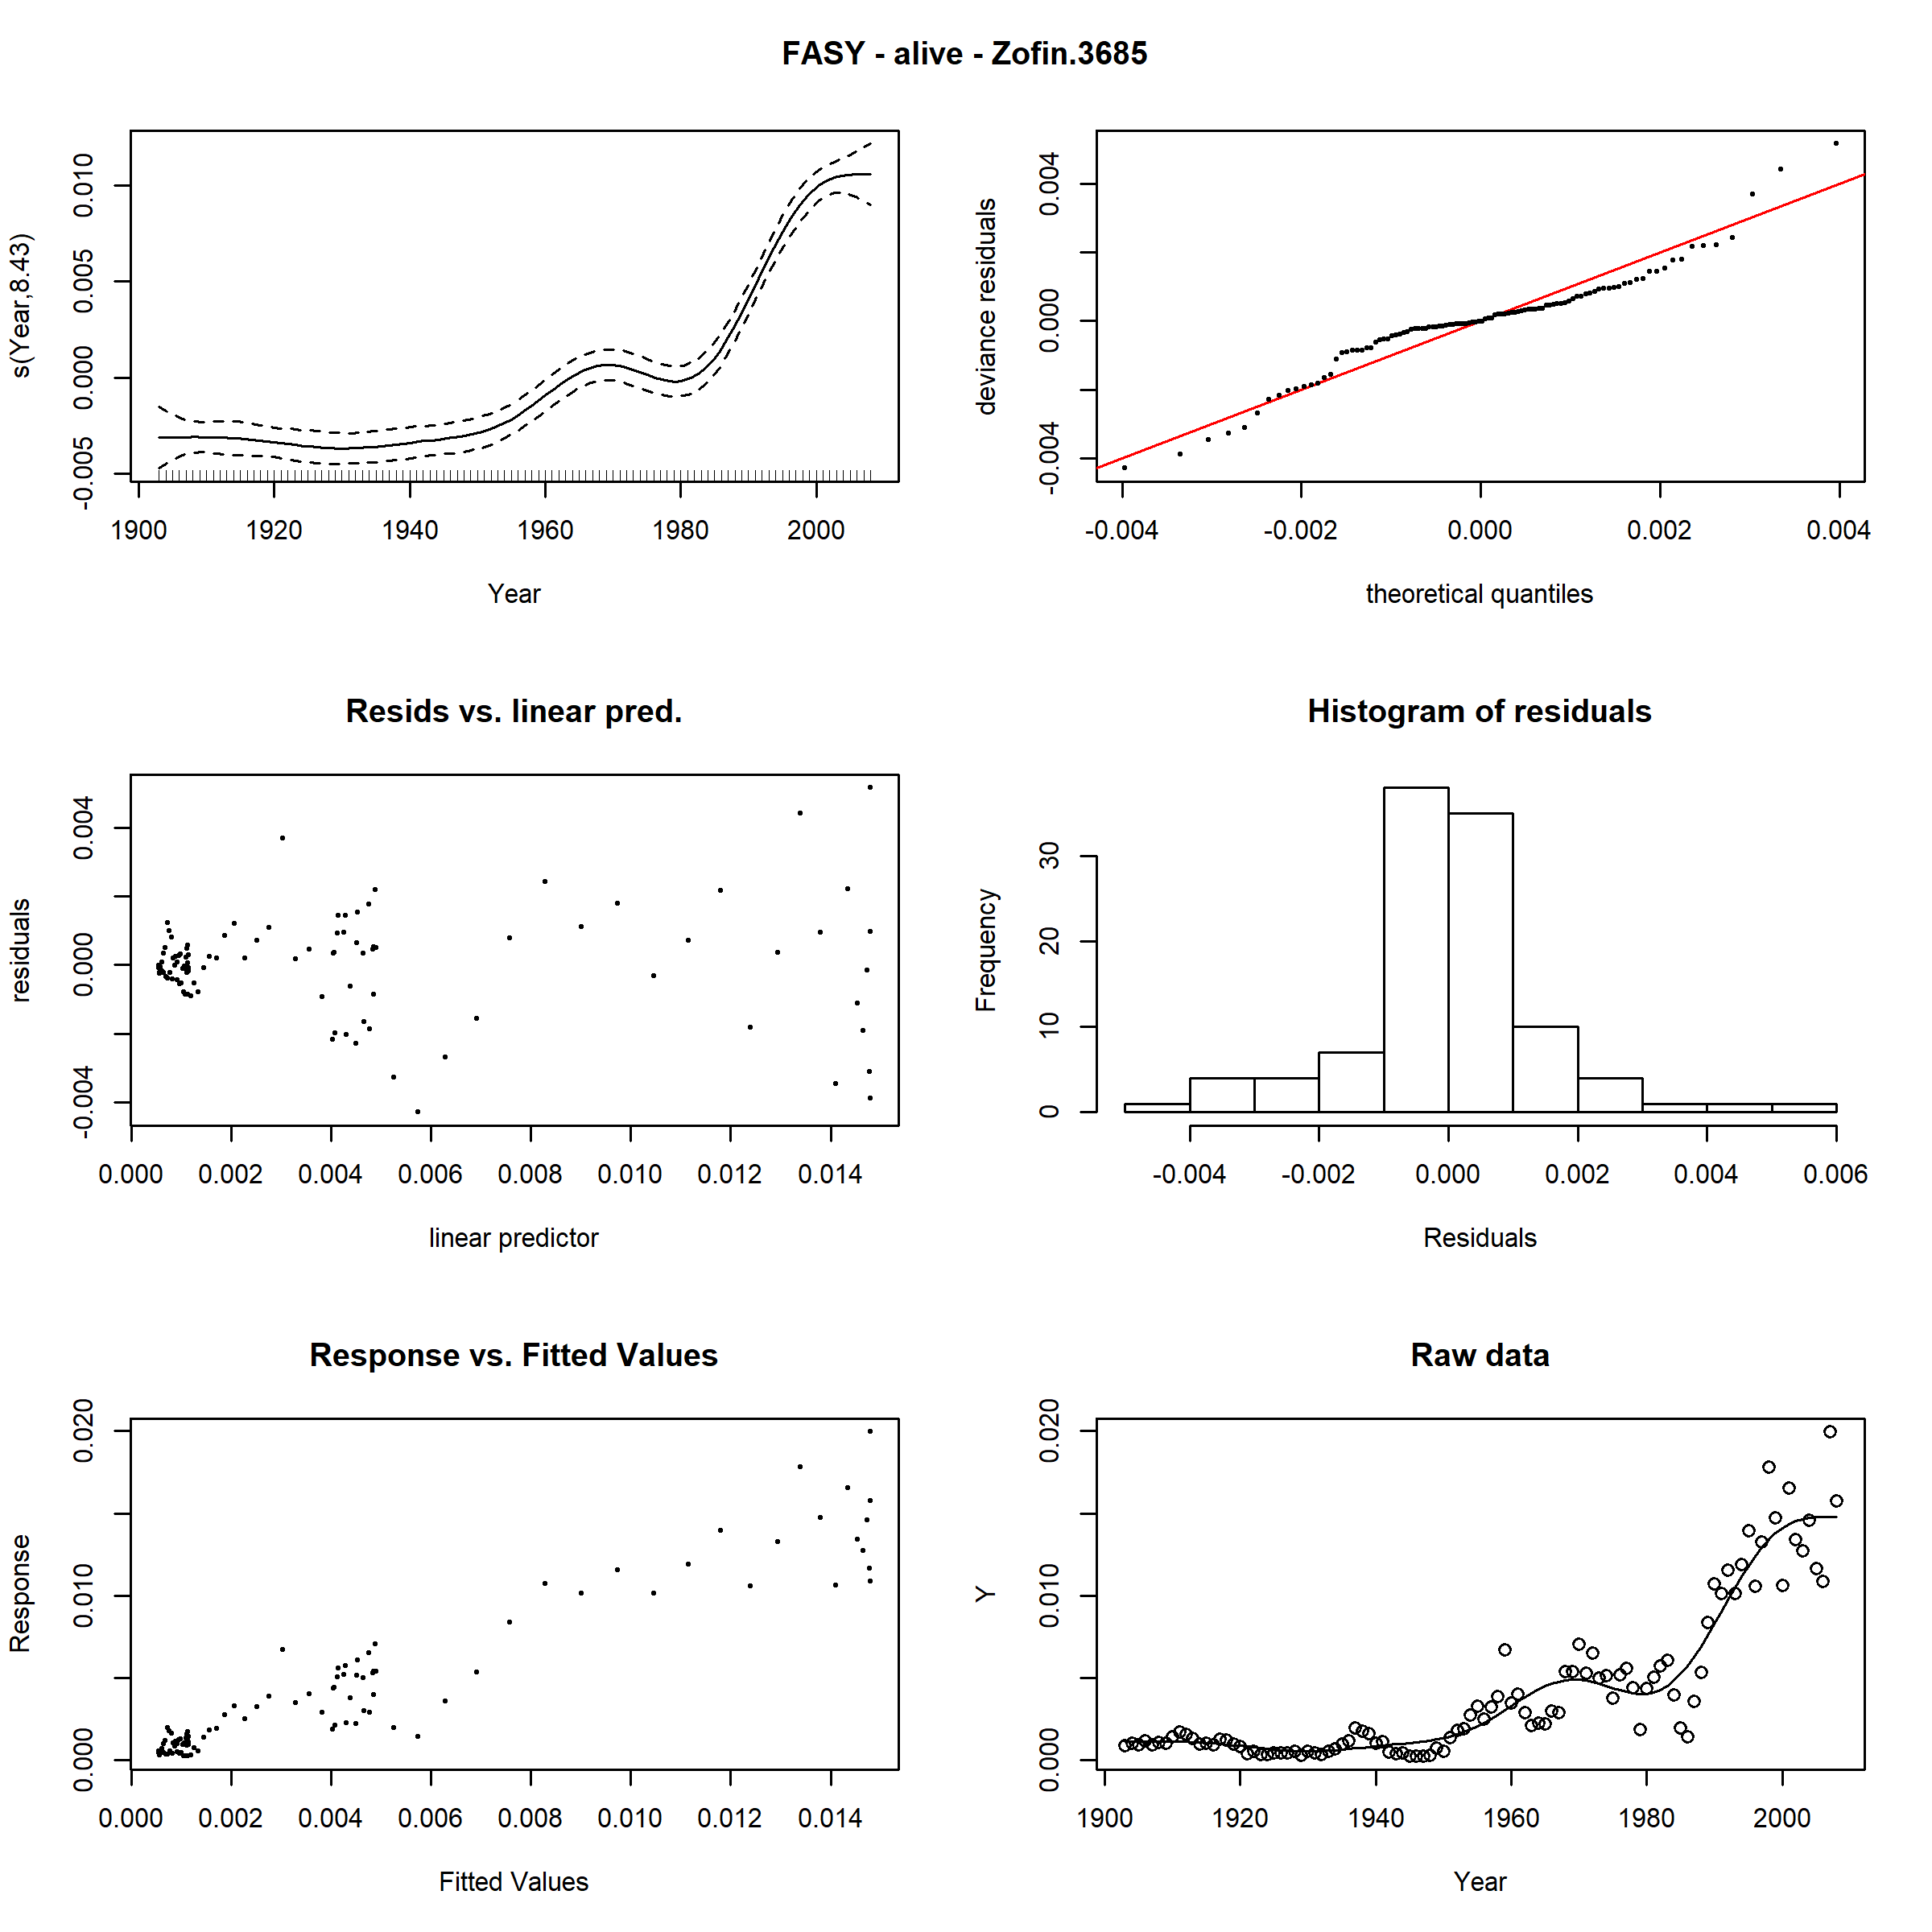 FASY - alive - Zofin.3685
s(Year,8.43)
-0.005 0.000 0.005 0.010
1900 1920 1940 1960 1980 2000
Year
deviance residuals
-0.004 0.000 0.004
-0.004 -0.002 0.000 0.002 0.004
theoretical quantiles
Resids vs. linear pred.
residuals
-0.004 0.000 0.004
0.000 0.002 0.004 0.006 0.008 0.010 0.012 0.014
linear predictor
Histogram of residuals
Frequency
0 10 20 30
-0.004 -0.002 0.000 0.002 0.004 0.006
Residuals
Response vs. Fitted Values
Response
0.000 0.010 0.020
0.000 0.002 0.004 0.006 0.008 0.010 0.012 0.014
Fitted Values
Raw data
Y
0.000 0.010 0.020
1900 1920 1940 1960 1980 2000
Year